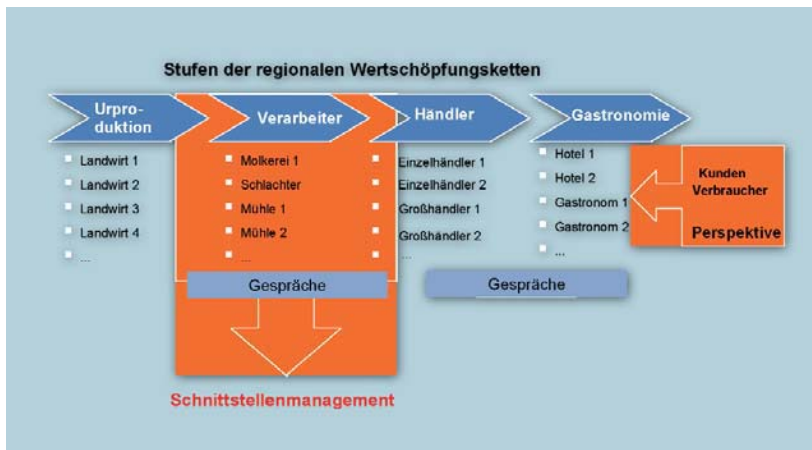 Stufen der regionalen Wertschöpfungsketten
Urpro-
duktion
Verarbeiter
Händler
Gastronomie
Landwirt 1
Landwirt 2
Landwirt 3
Landwirt 4
...
Molkerei 1
Schlachter
Mühle 1
Mühle 2
...
Einzelhändler 1
Einzelhändler 2
Großhändler 1
Großhändler 2
...
Hotel 1
Hotel 2
Gastronom 1
Gastronom 2
...
Kunden
Verbraucher
Perspektive
Gespräche
Gespräche
Schnittstellenmanagement